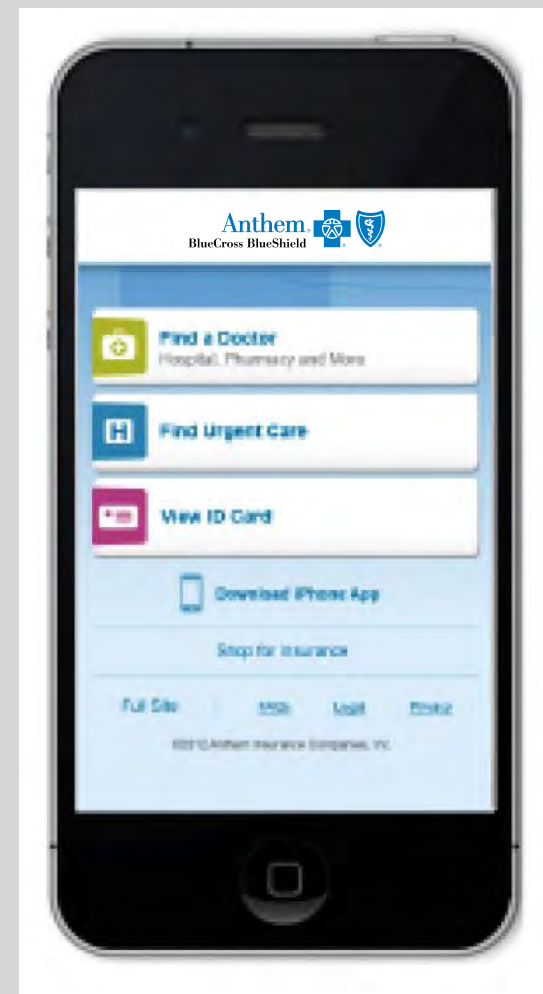 Anthem®
BlueCross BlueShield
Find a Doctor
Hospital, Pharmacy and More
H Find Urgent Care
View ID Card
Download iPhone App
Shop for Insurance
Full Site FAQs Legal Privacy
©2012 Anthem Insurance Companies, Inc.